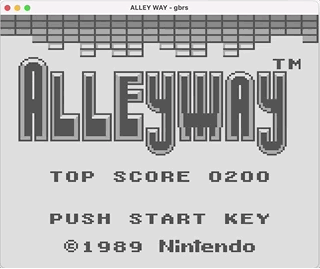 ALLEY WAY - gbrs
ALLEYWAY™
TOP SCORE 0200
PUSH START KEY
©1989 Nintendo